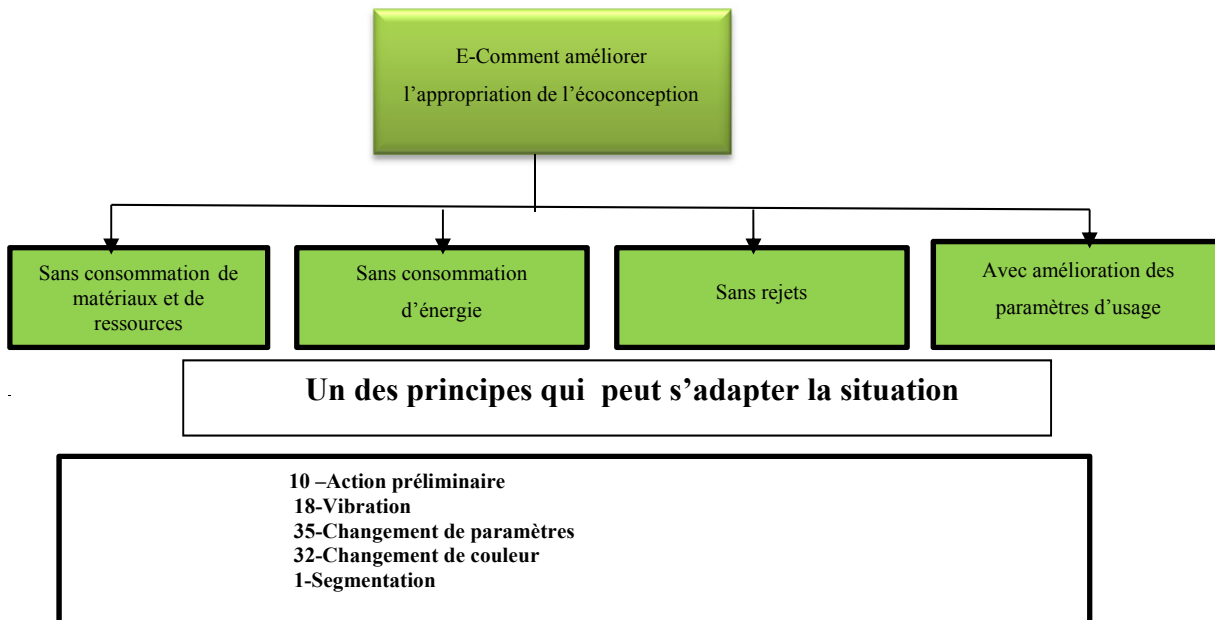 E-Comment améliorer
l'appropriation de l'écoconception
Sans consommation de
matériaux et de
ressources
Sans consommation
d'énergie
Sans rejets
Avec amélioration des
paramètres d'usage
Un des principes qui peut s'adapter la situation
10 –Action préliminaire
18-Vibration
35-Changement de paramètres
32-Changement de couleur
1-Segmentation